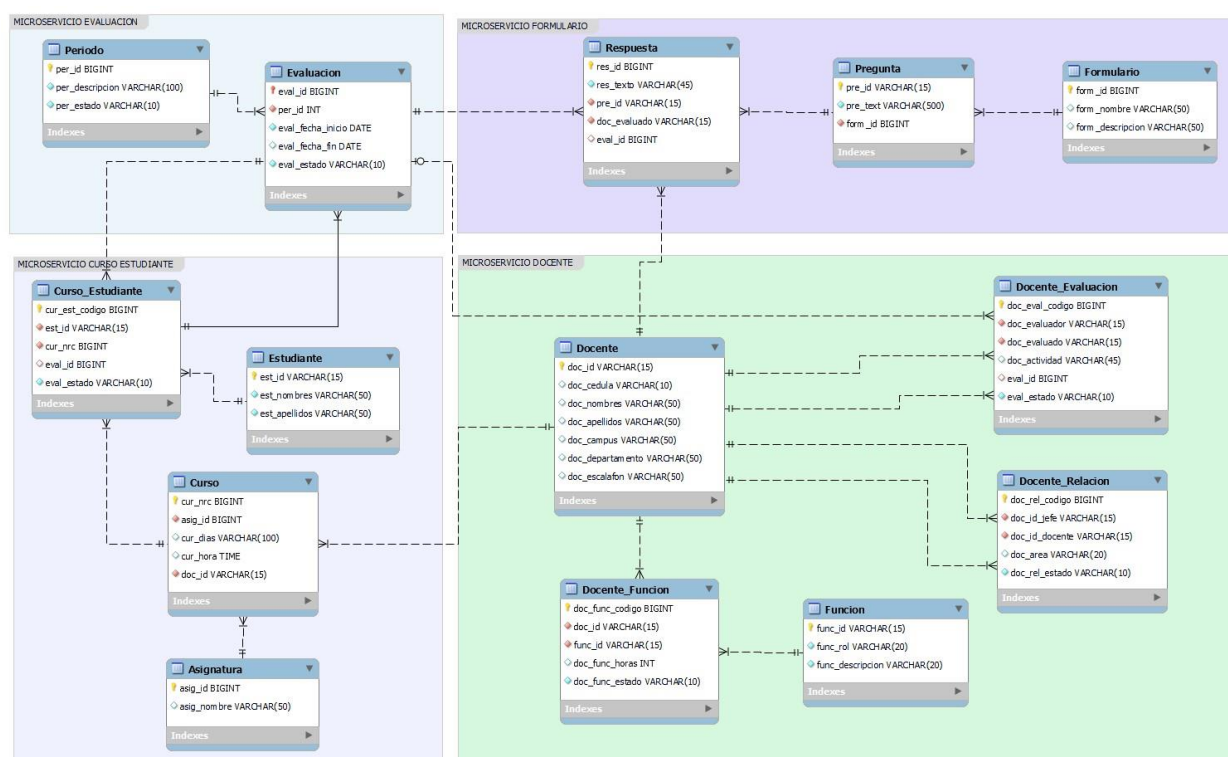 MICROSERVICIO EVALUACION
Periodo
per_id BIGINT
per_descripcion VARCHAR(100)
per_estado VARCHAR(10)
Indexes
Evaluacion
eval_id BIGINT
per_id INT
eval_fecha_inicio DATE
eval_fecha_fin DATE
eval_estado VARCHAR(10)
Indexes
MICROSERVICIO FORMULARIO
Respuesta
res_id BIGINT
res_texto VARCHAR(45)
pre_id VARCHAR(15)
doc_evaluado VARCHAR(15)
eval_id BIGINT
Indexes
Pregunta
pre_id VARCHAR(15)
pre_text VARCHAR(500)
form_id BIGINT
Indexes
Formulario
form_id BIGINT
form_nombre VARCHAR(50)
form_descripcion VARCHAR(50)
Indexes
MICROSERVICIO CURSO ESTUDIANTE
Curso_Estudiante
cur_est_codigo BIGINT
est_id VARCHAR(15)
cur_nrc BIGINT
eval_id BIGINT
eval_estado VARCHAR(10)
Indexes
Estudiante
est_id VARCHAR(15)
est_nombres VARCHAR(50)
est_apellidos VARCHAR(50)
Indexes
Curso
cur_nrc BIGINT
asig_id BIGINT
cur_dias VARCHAR(100)
cur_hora TIME
doc_id VARCHAR(15)
Indexes
Asignatura
asig_id BIGINT
asig_nombre VARCHAR(50)
Indexes
MICROSERVICIO DOCENTE
Docente
doc_id VARCHAR(15)
doc_cedula VARCHAR(10)
doc_nombres VARCHAR(50)
doc_apellidos VARCHAR(50)
doc_campus VARCHAR(50)
doc_departamento VARCHAR(50)
doc_escalafon VARCHAR(50)
Indexes
Docente_Evaluacion
doc_eval_codigo BIGINT
doc_evaluador VARCHAR(15)
doc_evaluado VARCHAR(15)
doc_actividad VARCHAR(45)
eval_id BIGINT
eval_estado VARCHAR(10)
Indexes
Docente_Relacion
doc_rel_codigo BIGINT
doc_id_jefe VARCHAR(15)
doc_id_docente VARCHAR(15)
doc_area VARCHAR(20)
doc_rel_estado VARCHAR(10)
Indexes
Docente_Funcion
doc_func_codigo BIGINT
doc_id VARCHAR(15)
func_id VARCHAR(15)
doc_func_horas INT
doc_func_estado VARCHAR(10)
Indexes
Funcion
func_id VARCHAR(15)
func_rol VARCHAR(20)
func_descripcion VARCHAR(20)
Indexes